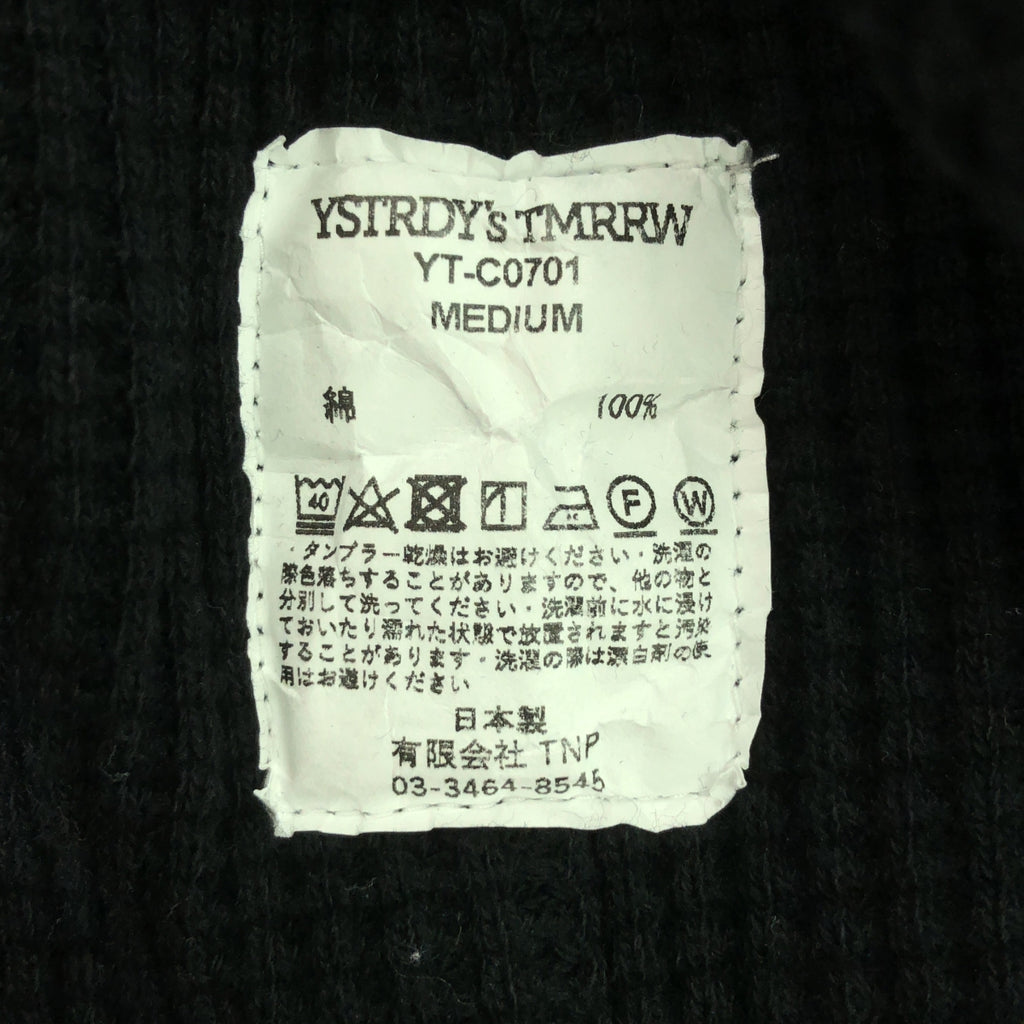 YSTRDY's TMRRW
YT-C0701
MEDIUM
綿 100%
40 F W
・タンブラー乾燥はお避けください・洗濯の
際色落ちすることがありますので、他の物と
分別して洗ってください・洗濯前に水に浸け
ておいたり濡れた状態で放置されますと汚染
することがあります・洗濯の際は漂白剤の使
用はお避けください
日本製
有限会社 TNP
03-3464-8545